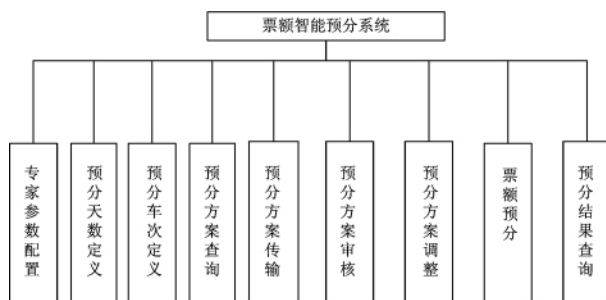 票额智能预分系统
专家参数配置
预分天数定义
预分车次定义
预分方案查询
预分方案传输
预分方案审核
预分方案调整
票额预分
预分结果查询